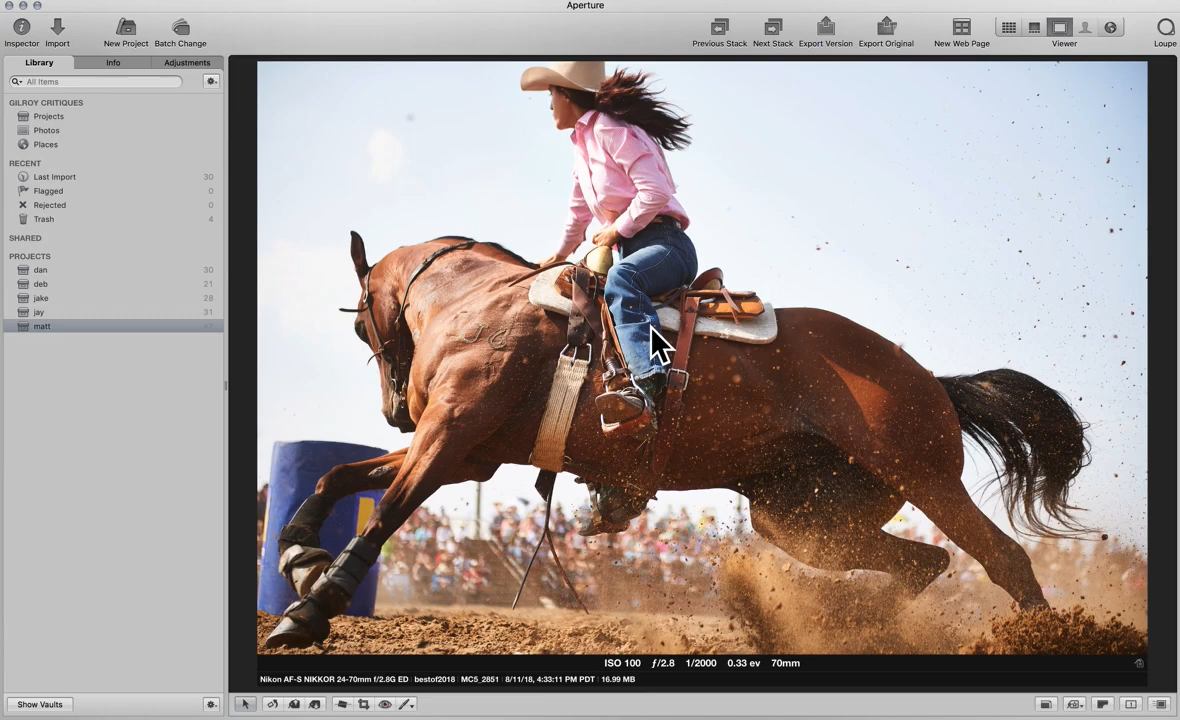 Aperture
Inspector
Import
New Project
Batch Change
Previous Stack
Next Stack
Export Version
Export Original
New Web Page
Viewer
Loupe
Library
Info
Adjustments
All Items
GILROY CRITIQUES
Projects
Photos
Places
RECENT
Last Import 30
Flagged 0
Rejected 0
Trash 4
SHARED
PROJECTS
dan 30
deb 21
jake 28
jay 31
matt
ISO 100 ƒ/2.8 1/2000 0.33 ev 70mm
Nikon AF-S NIKKOR 24-70mm f/2.8G ED | bestof2018 | MC5_2851 | 8/11/18, 4:33:11 PM PDT | 16.99 MB
Show Vaults